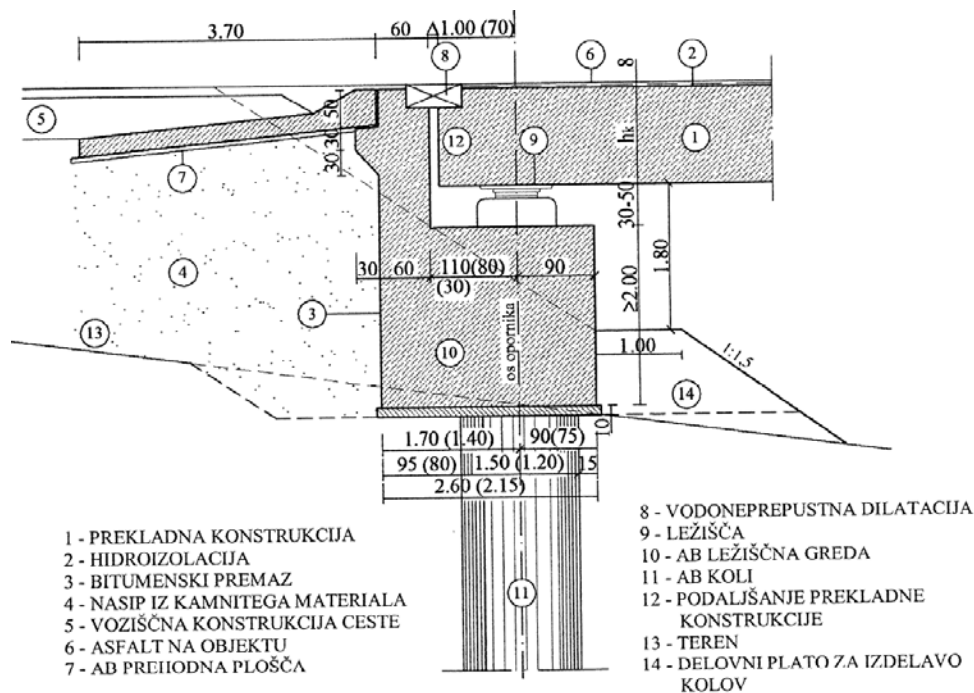 3.70
60
Δ1.00 (70)
8
6
2
8
5
50
30
30
12
9
1
hk
7
30-50
4
30
60
110(80)
(30)
90
≥2.00
1.80
3
13
os opornika
10
1.00
1:1,5
14
10
1.70 (1.40)
90(75)
95 (80)
1.50 (1.20)
15
2.60 (2.15)
11
1 - PREKLADNA KONSTRUKCIJA
2 - HIDROIZOLACIJA
3 - BITUMENSKI PREMAZ
4 - NASIP IZ KAMNITEGA MATERIALA
5 - VOZIŠČNA KONSTRUKCIJA CESTE
6 - ASFALT NA OBJEKTU
7 - AB PREHODNA PLOŠČA
8 - VODONEPREPUSTNA DILATACIJA
9 - LEŽIŠČA
10 - AB LEŽIŠČNA GREDA
11 - AB KOLI
12 - PODALJŠANJE PREKLADNE
KONSTRUKCIJE
13 - TEREN
14 - DELOVNI PLATO ZA IZDELAVO
KOLOV